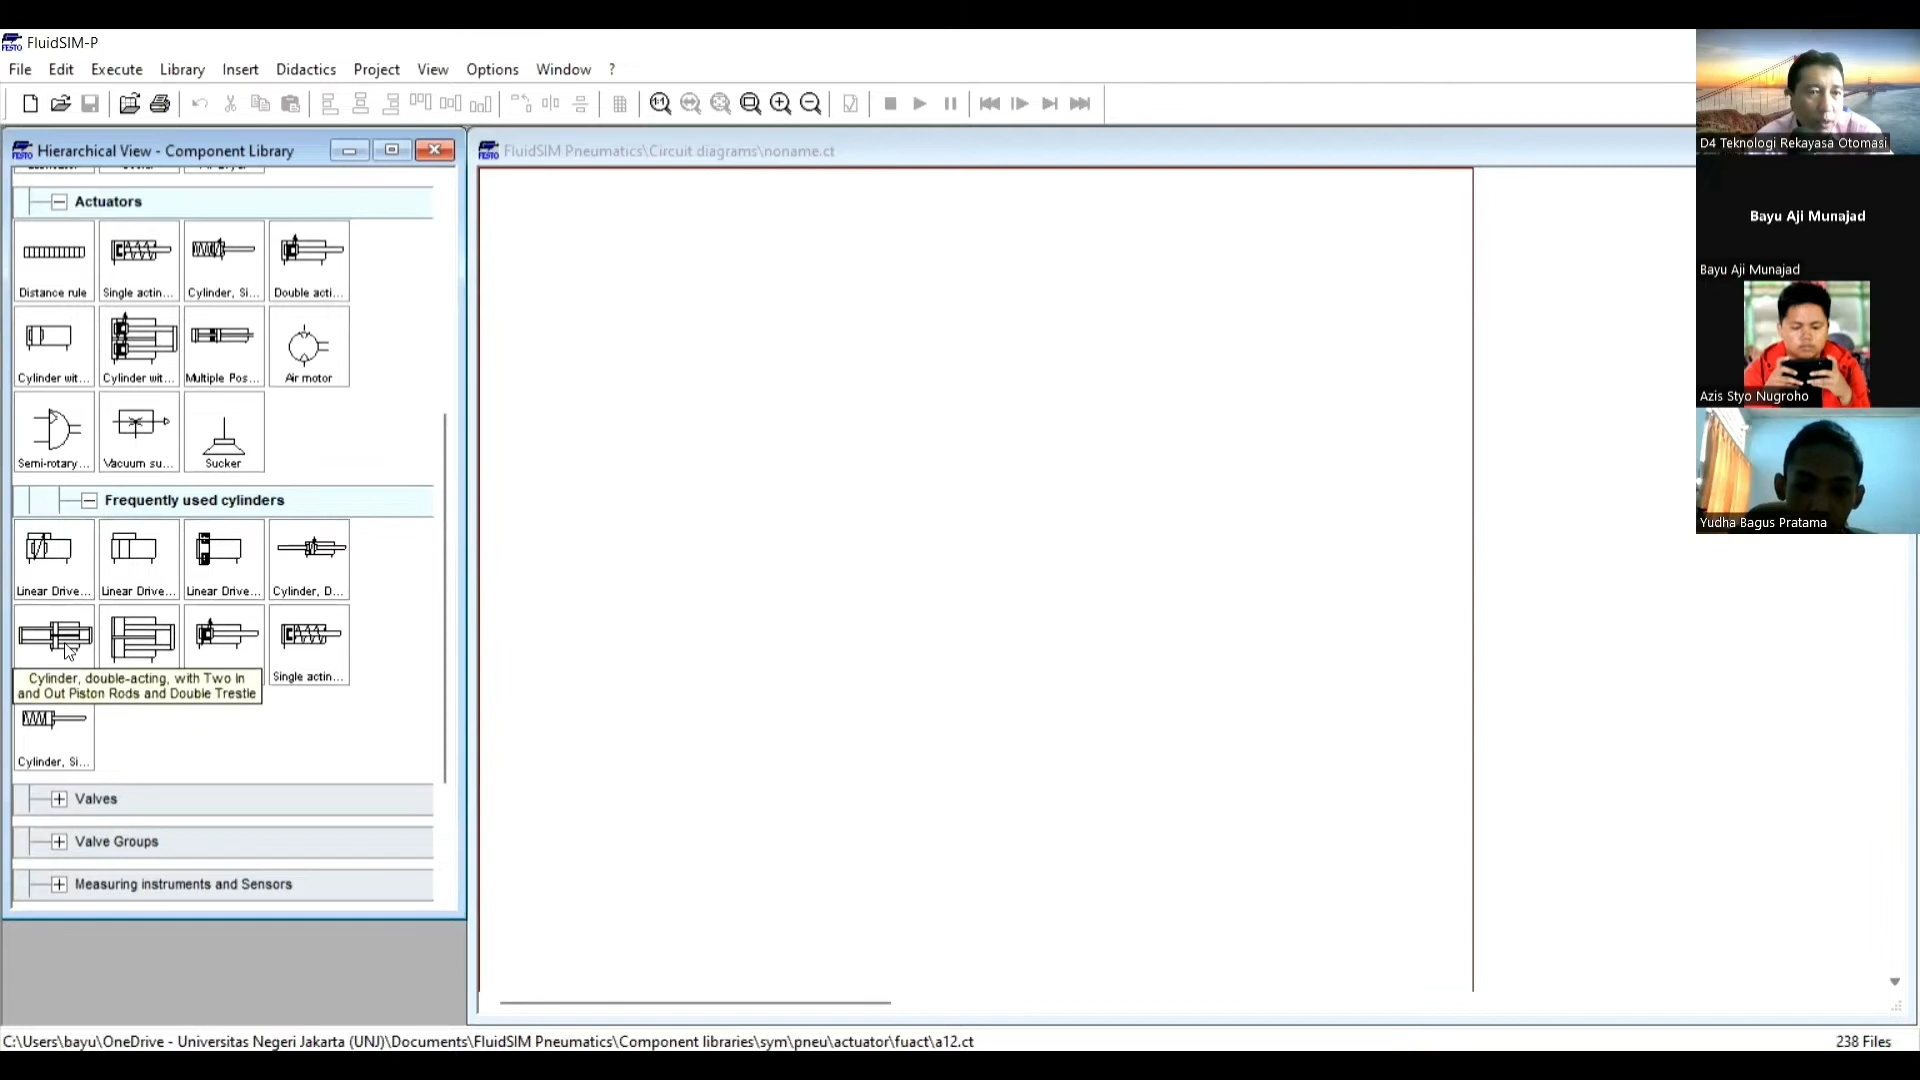 FluidSIM-P
File Edit Execute Library Insert Didactics Project View Options Window ?
Hierarchical View - Component Library
FluidSIM Pneumatics\Circuit diagrams\noname.ct
Actuators
Distance rule Single actin... Cylinder, Si... Double acti...
Cylinder wit... Cylinder wit... Multiple Pos... Air motor
Semi-rotary... Vacuum su... Sucker
Frequently used cylinders
Linear Drive... Linear Drive... Linear Drive... Cylinder, D...
Single actin...
Cylinder, double-acting, with Two In
and Out Piston Rods and Double Trestle
Cylinder, Si...
Valves
Valve Groups
Measuring instruments and Sensors
D4 Teknologi Rekayasa Otomasi
Bayu Aji Munajad
Bayu Aji Munajad
Azis Styo Nugroho
Yudha Bagus Pratama
C:\Users\bayu\OneDrive - Universitas Negeri Jakarta (UNJ)\Documents\FluidSIM Pneumatics\Component libraries\sym\pneu\actuator\fuact\a12.ct
238 Files